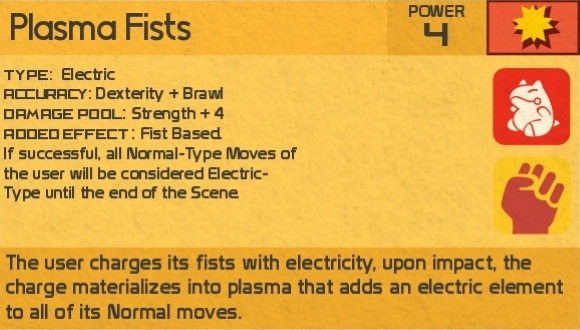 Plasma Fists
POWER
4
TYPE: Electric
ACCURACY: Dexterity + Brawl
DAMAGE POOL: Strength + 4
ADDED EFFECT: Fist Based.
If successful, all Normal-Type Moves of
the user will be considered Electric-
Type until the end of the Scene.
The user charges its fists with electricity, upon impact, the
charge materializes into plasma that adds an electric element
to all of its Normal moves.